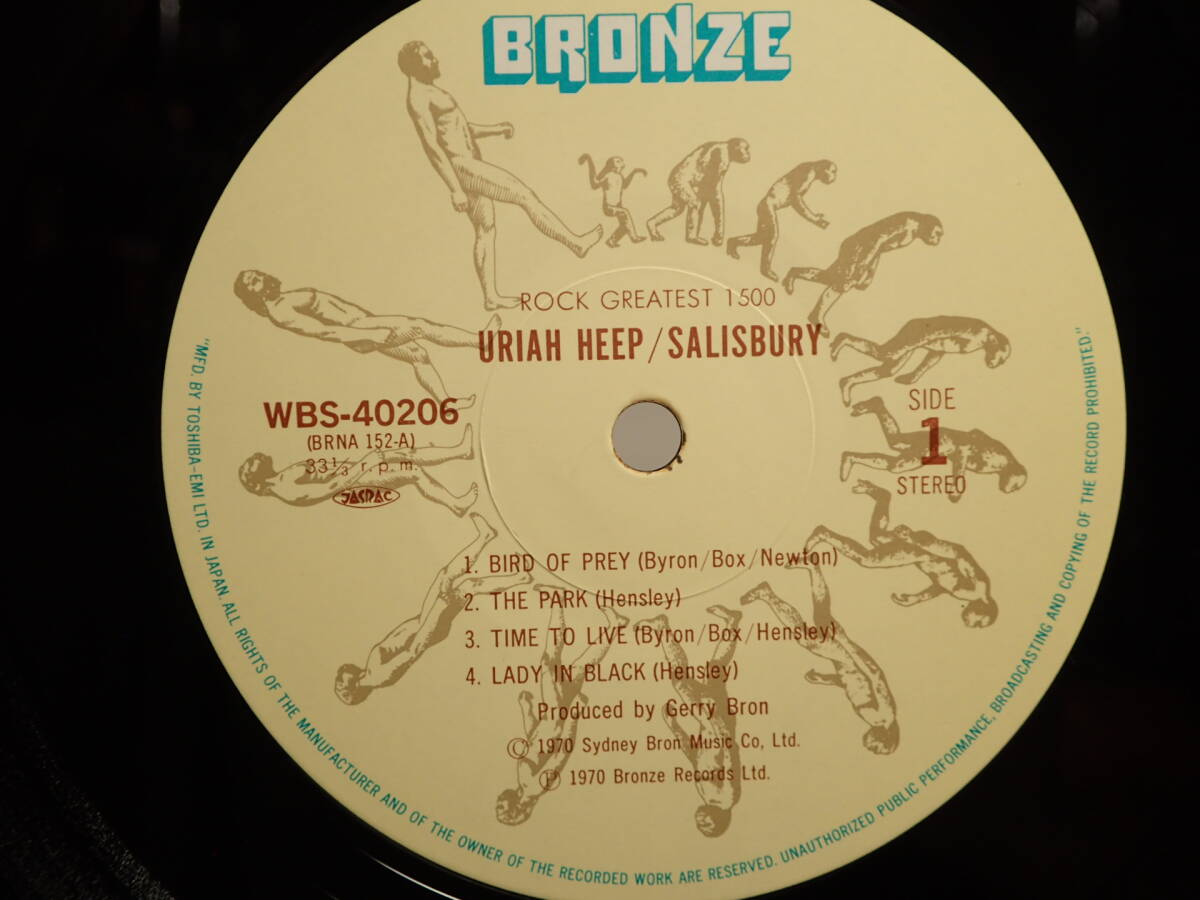 BRONZE
ROCK GREATEST 1500
URIAH HEEP/SALISBURY
WBS-40206
(BRNA 152-A)
33 1/3 r.p.m.
JASRAC
SIDE
1
STEREO
1. BIRD OF PREY (Byron/Box/Newton)
2. THE PARK (Hensley)
3. TIME TO LIVE (Byron/Box/Hensley)
4. LADY IN BLACK (Hensley)
Produced by Gerry Bron
Ⓒ 1970 Sydney Bron Music Co, Ltd.
Ⓟ 1970 Bronze Records Ltd.
"MFD. BY TOSHIBA-EMI LTD. IN JAPAN ALL RIGHTS OF THE MANUFACTURER AND OF THE OWNER OF THE RECORDED WORK ARE RESERVED. UNAUTHORIZED PUBLIC PERFORMANCE, BROADCASTING AND COPYING OF THE RECORD PROHIBITED."